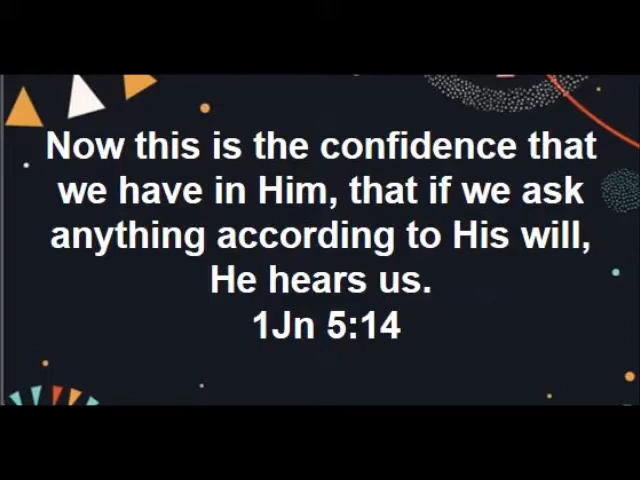 Now this is the confidence that
we have in Him, that if we ask
anything according to His will,
He hears us.
1Jn 5:14